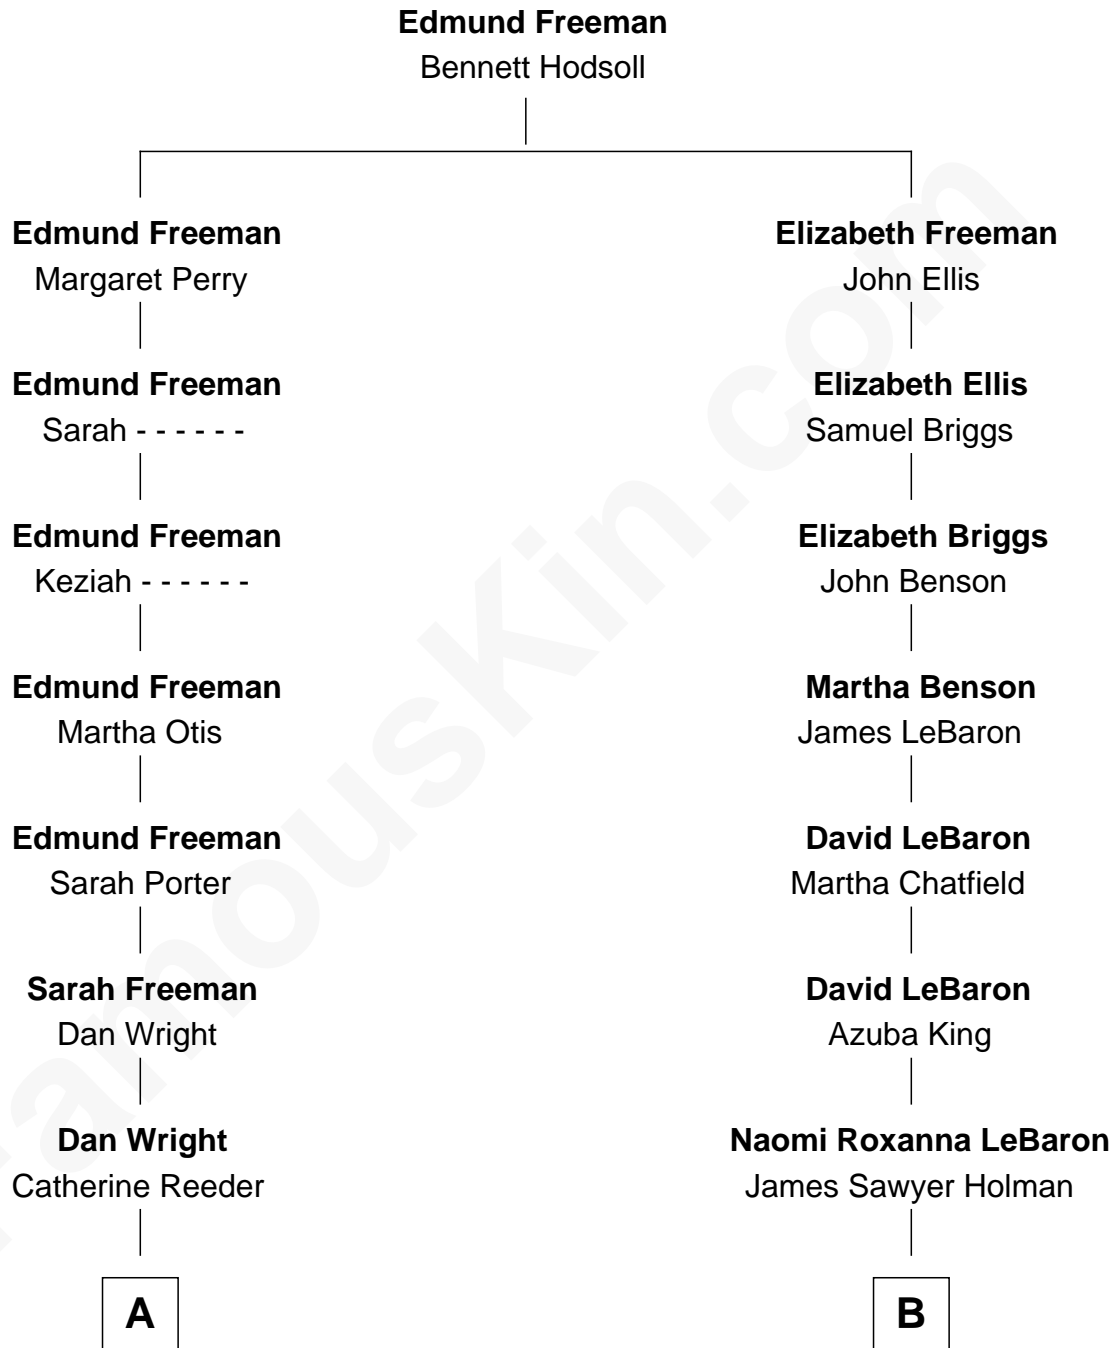 Edmund Freeman
Bennett Hodsoll
Edmund Freeman
Margaret Perry
Elizabeth Freeman
John Ellis
Edmund Freeman
Sarah - - - - - -
Elizabeth Ellis
Samuel Briggs
Edmund Freeman
Keziah - - - - - -
Elizabeth Briggs
John Benson
Edmund Freeman
Martha Otis
Martha Benson
James LeBaron
Edmund Freeman
Sarah Porter
David LeBaron
Martha Chatfield
Sarah Freeman
Dan Wright
David LeBaron
Azuba King
Dan Wright
Catherine Reeder
Naomi Roxanna LeBaron
James Sawyer Holman
A
B
FamousKin.com